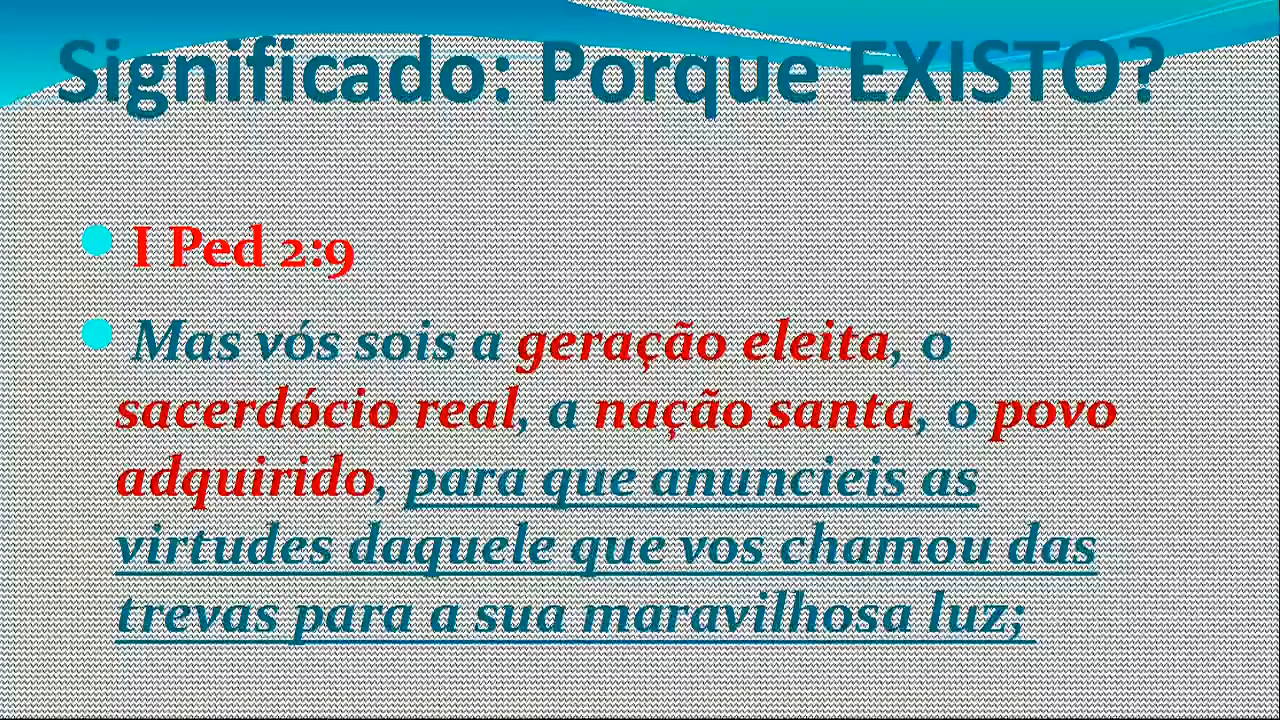 Significado: Porque EXISTO?
I Ped 2:9
Mas vós sois a geração eleita, o
sacerdócio real, a nação santa, o povo
adquirido, para que anuncieis as
virtudes daquele que vos chamou das
trevas para a sua maravilhosa luz;